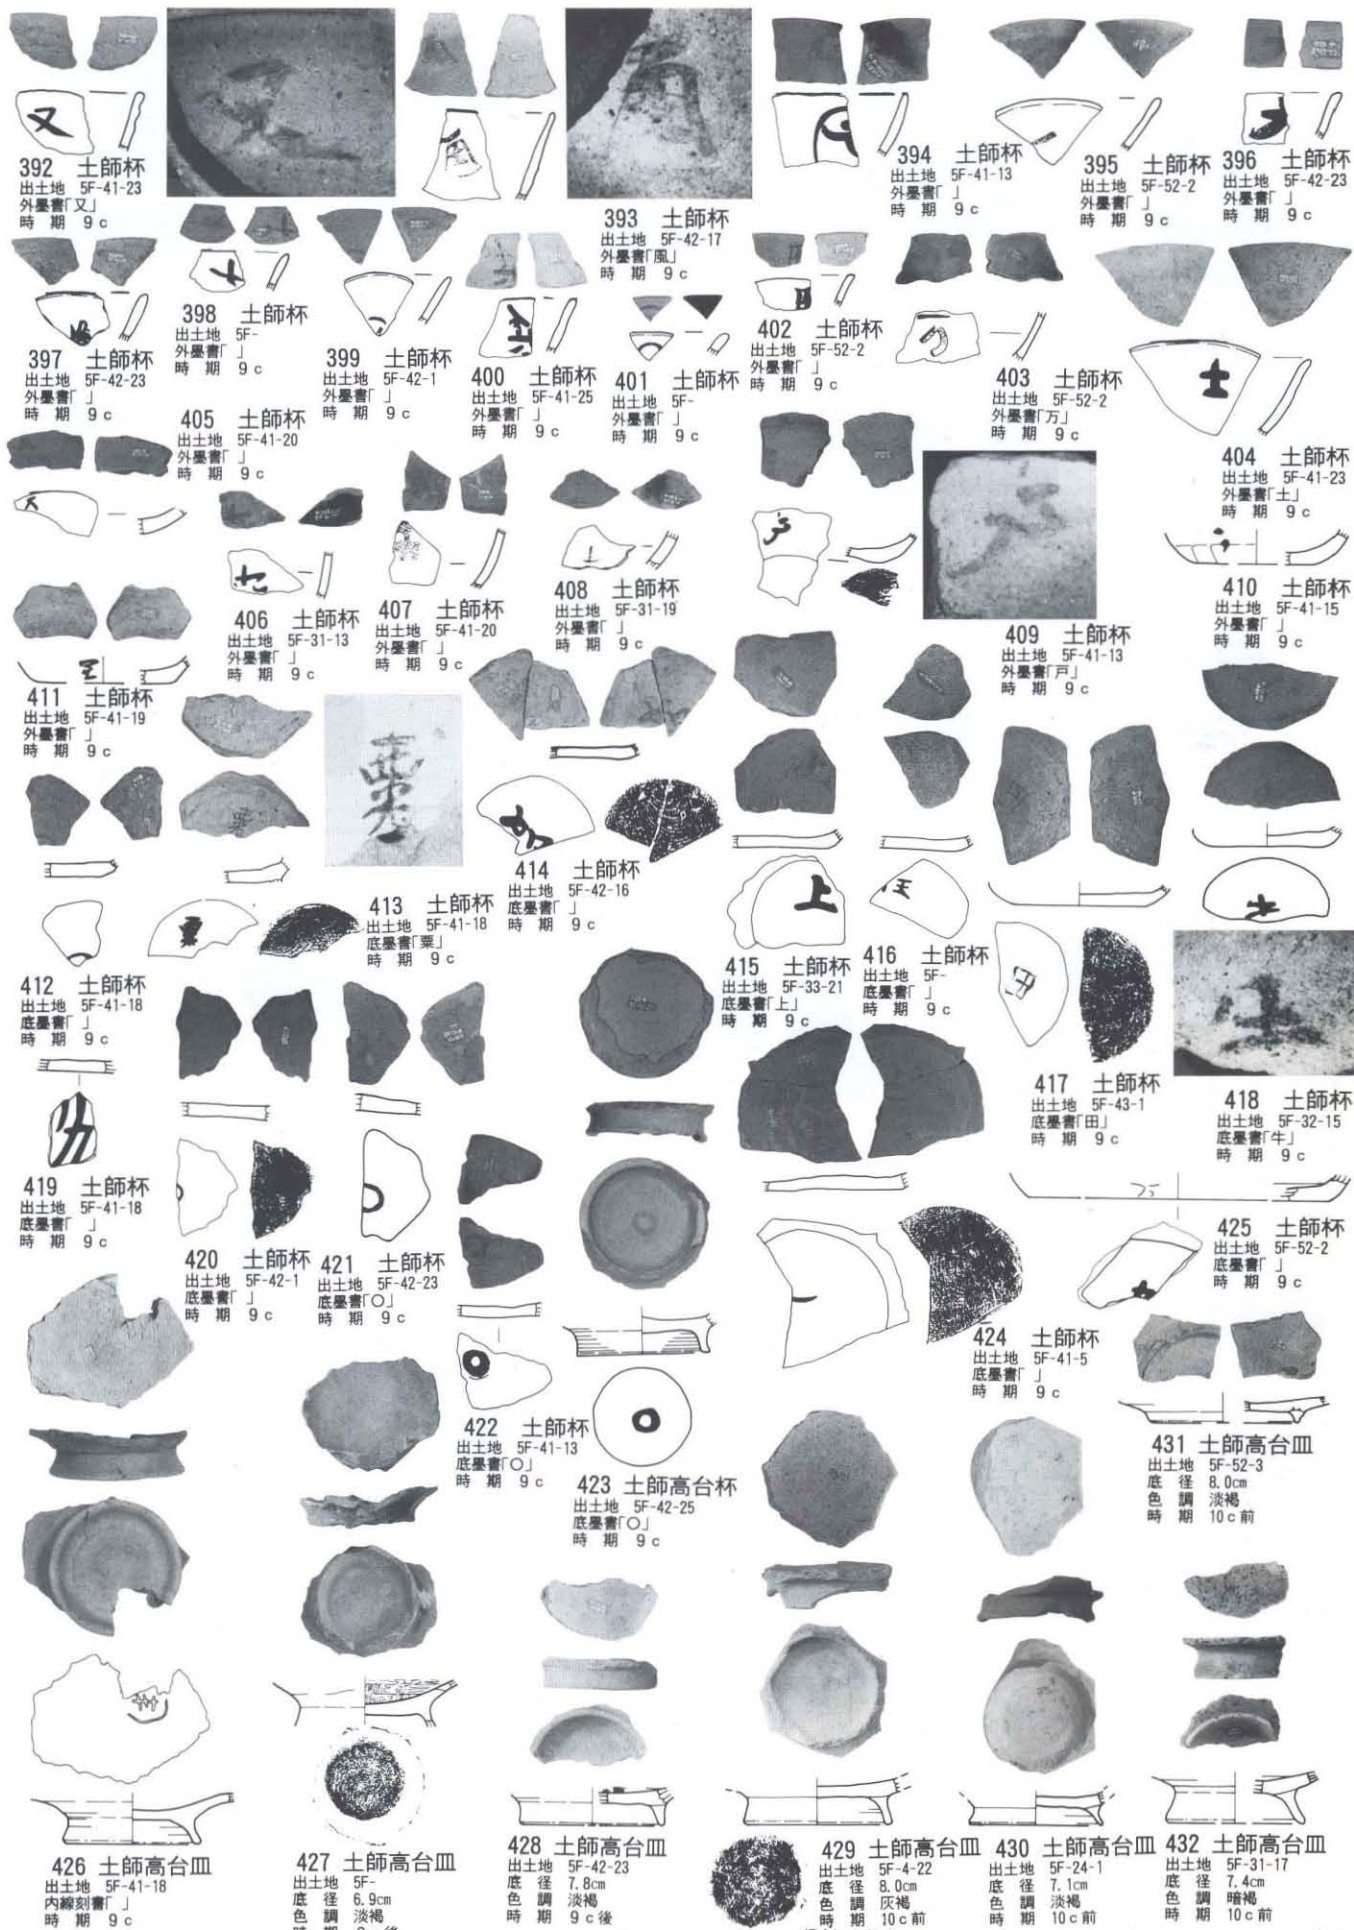 392 土師杯
出土地 5F-41-23
外墨書「又」
時 期 9 c
393 土師杯
出土地 5F-42-17
外墨書「風」
時 期 9 c
394 土師杯
出土地 5F-41-13
外墨書「 」
時 期 9 c
395 土師杯
出土地 5F-52-2
外墨書「 」
時 期 9 c
396 土師杯
出土地 5F-42-23
外墨書「 」
時 期 9 c
397 土師杯
出土地 5F-42-23
外墨書「 」
時 期 9 c
398 土師杯
出土地 5F-
外墨書「 」
時 期 9 c
399 土師杯
出土地 5F-42-1
外墨書「 」
時 期 9 c
400 土師杯
出土地 5F-41-25
外墨書「 」
時 期 9 c
401 土師杯
出土地 5F-
外墨書「 」
時 期 9 c
402 土師杯
出土地 5F-52-2
外墨書「 」
時 期 9 c
403 土師杯
出土地 5F-52-2
外墨書「万」
時 期 9 c
404 土師杯
出土地 5F-41-23
外墨書「土」
時 期 9 c
405 土師杯
出土地 5F-41-20
外墨書「 」
時 期 9 c
406 土師杯
出土地 5F-31-13
外墨書「 」
時 期 9 c
407 土師杯
出土地 5F-41-20
外墨書「 」
時 期 9 c
408 土師杯
出土地 5F-31-19
外墨書「 」
時 期 9 c
409 土師杯
出土地 5F-41-13
外墨書「戸」
時 期 9 c
410 土師杯
出土地 5F-41-15
外墨書「 」
時 期 9 c
411 土師杯
出土地 5F-41-19
外墨書「 」
時 期 9 c
412 土師杯
出土地 5F-41-18
底墨書「 」
時 期 9 c
413 土師杯
出土地 5F-41-18
底墨書「粟」
時 期 9 c
414 土師杯
出土地 5F-42-16
底墨書「 」
時 期 9 c
415 土師杯
出土地 5F-33-21
底墨書「上」
時 期 9 c
416 土師杯
出土地 5F-
底墨書「 」
時 期 9 c
417 土師杯
出土地 5F-43-1
底墨書「田」
時 期 9 c
418 土師杯
出土地 5F-32-15
底墨書「牛」
時 期 9 c
419 土師杯
出土地 5F-41-18
底墨書「 」
時 期 9 c
420 土師杯
出土地 5F-42-1
底墨書「 」
時 期 9 c
421 土師杯
出土地 5F-42-23
底墨書「〇」
時 期 9 c
422 土師杯
出土地 5F-41-13
底墨書「〇」
時 期 9 c
423 土師高台杯
出土地 5F-42-25
底墨書「〇」
時 期 9 c
424 土師杯
出土地 5F-41-5
底墨書「 」
時 期 9 c
425 土師杯
出土地 5F-52-2
底墨書「 」
時 期 9 c
431 土師高台皿
出土地 5F-52-3
底 径 8.0cm
色 調 淡褐
時 期 10c前
426 土師高台皿
出土地 5F-41-18
内線刻書「 」
時 期 9 c
427 土師高台皿
出土地 5F-
底 径 6.9cm
色 調 淡褐
428 土師高台皿
出土地 5F-42-23
底 径 7.8cm
色 調 淡褐
時 期 9 c後
429 土師高台皿
出土地 5F-4-22
底 径 8.0cm
色 調 灰褐
時 期 10c前
430 土師高台皿
出土地 5F-24-1
底 径 7.1cm
色 調 淡褐
時 期 10c前
432 土師高台皿
出土地 5F-31-17
底 径 7.4cm
色 調 暗褐
時 期 10c前